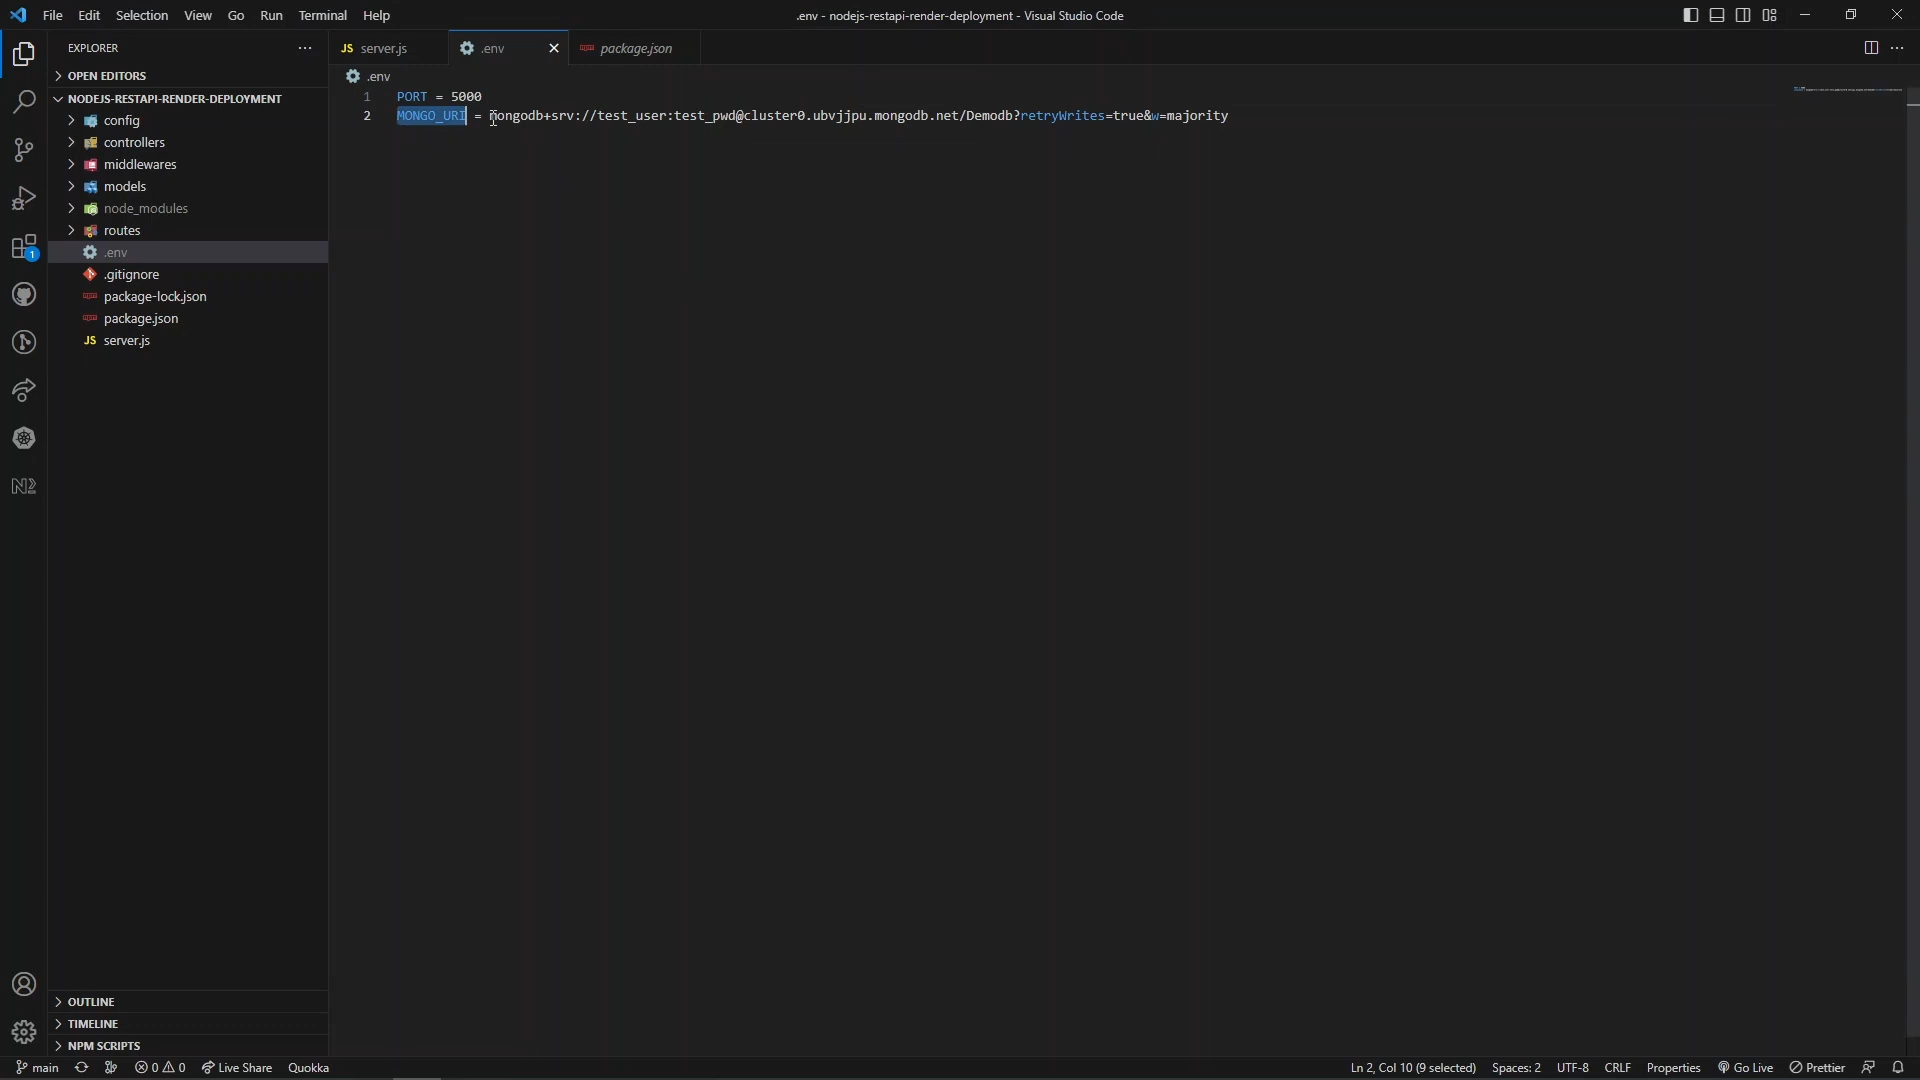 File Edit Selection View Go Run Terminal Help
.env - nodejs-restapi-render-deployment - Visual Studio Code
EXPLORER
OPEN EDITORS
NODEJS-RESTAPI-RENDER-DEPLOYMENT
config
controllers
middlewares
models
node_modules
routes
.env
.gitignore
package-lock.json
package.json
JS server.js
OUTLINE
TIMELINE
NPM SCRIPTS
1
JS server.js
.env
package.json
.env
1 PORT = 5000
2 MONGO_URI = mongodb+srv://test_user:test_pwd@cluster0.ubvjjpu.mongodb.net/Demodb?retryWrites=true&w=majority
main
0 0
Live Share
Quokka
Ln 2, Col 10 (9 selected)
Spaces: 2
UTF-8
CRLF
Properties
Go Live
Prettier